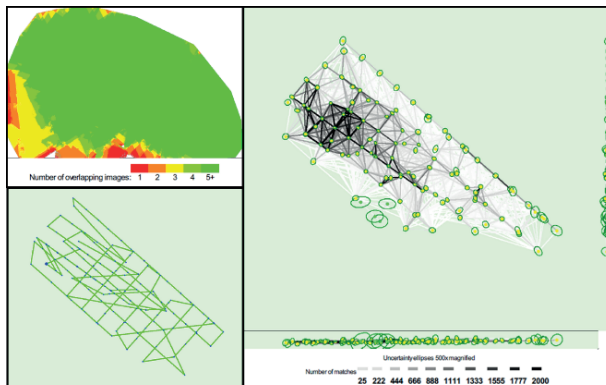 Number of overlapping images: 1 2 3 4 5+
Uncertainty ellipses 500x magnified
Number of matches
25 222 444 666 888 1111 1333 1555 1777 2000